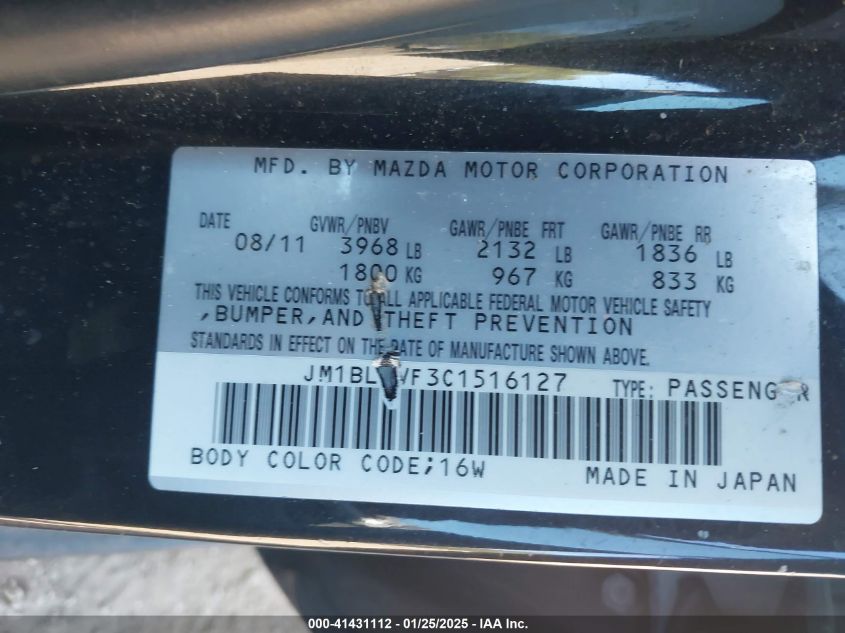 MFD. BY MAZDA MOTOR CORPORATION
DATE GVWR/PNBV GAWR/PNBE FRT GAWR/PNBE RR
08/11 3968 LB 2132 LB 1836 LB
1800 KG 967 KG 833 KG
THIS VEHICLE CONFORMS TO ALL APPLICABLE FEDERAL MOTOR VEHICLE SAFETY
,BUMPER,AND THEFT PREVENTION
STANDARDS IN EFFECT ON THE DATE OF MANUFACTURE SHOWN ABOVE.
TYPE: PASSENGER
BODY COLOR CODE;16W MADE IN JAPAN
000-41431112 — 01/25/2025 - IAA Inc.